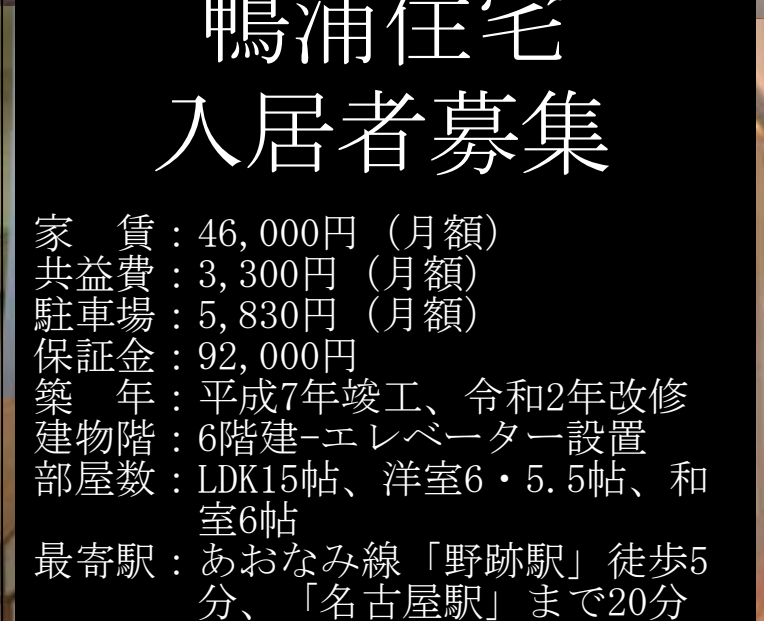 鴨浦住宅
入居者募集
家　賃：46,000円（月額）
共益費：3,300円（月額）
駐車場：5,830円（月額）
保証金：92,000円
築　年：平成7年竣工、令和2年改修
建物階：6階建-エレベーター設置
部屋数：LDK15帖、洋室6・5.5帖、和
室6帖
最寄駅：あおなみ線「野跡駅」徒歩5
分、「名古屋駅」まで20分